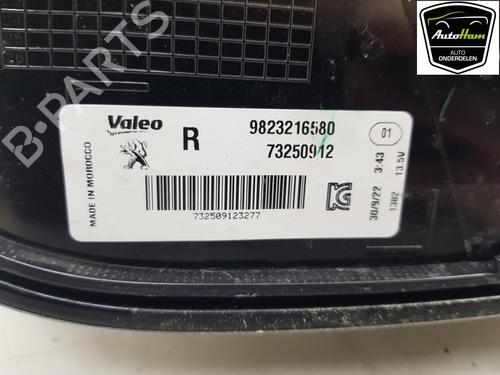 AutoHam
AUTO
ONDERDELEN
B-PARTS
Valeo
R
9823216580
73250912
01
MADE IN MOROCCO
732509123277
30/9/22 3:43
1382 13.5V